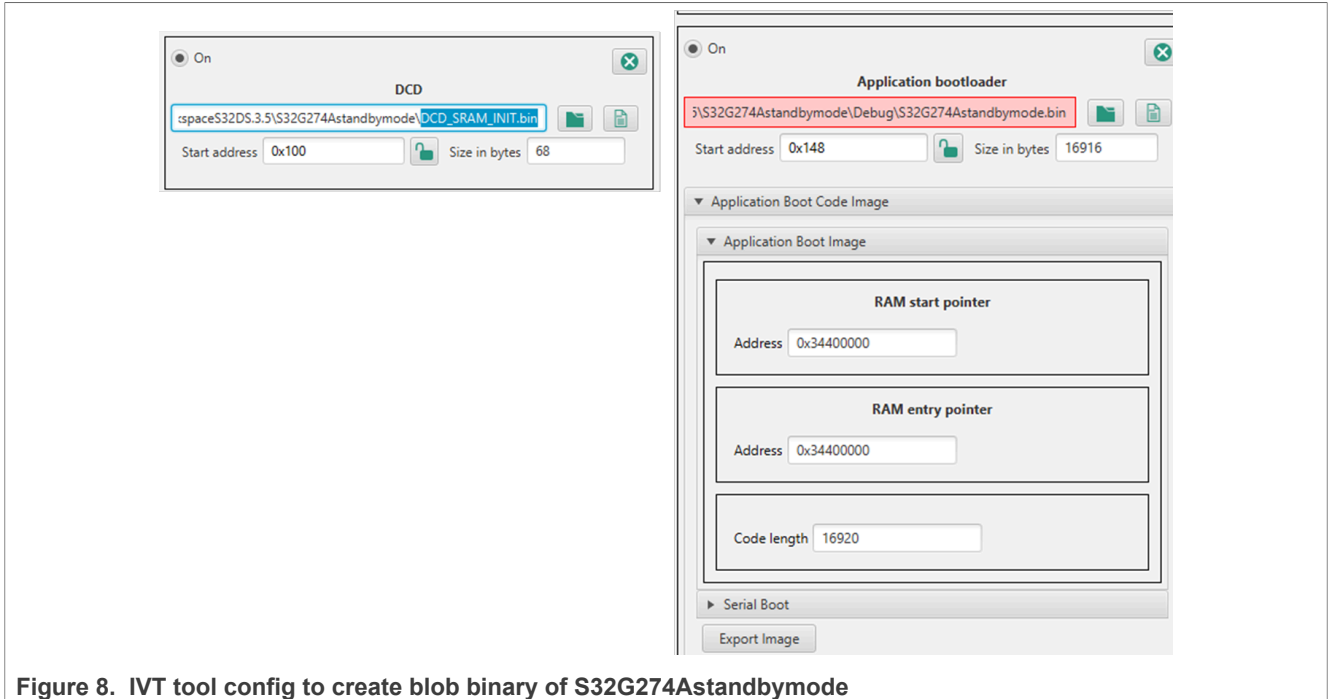 On
DCD
:spaceS32DS.3.5\S32G274Astandbymode\DCD_SRAM_INIT.bin
Start address 0x100 Size in bytes 68
On
Application bootloader
5\S32G274Astandbymode\Debug\S32G274Astandbymode.bin
Start address 0x148 Size in bytes 16916
Application Boot Code Image
Application Boot Image
RAM start pointer
Address 0x34400000
RAM entry pointer
Address 0x34400000
Code length 16920
Serial Boot
Export Image
Figure 8. IVT tool config to create blob binary of S32G274Astandbymode